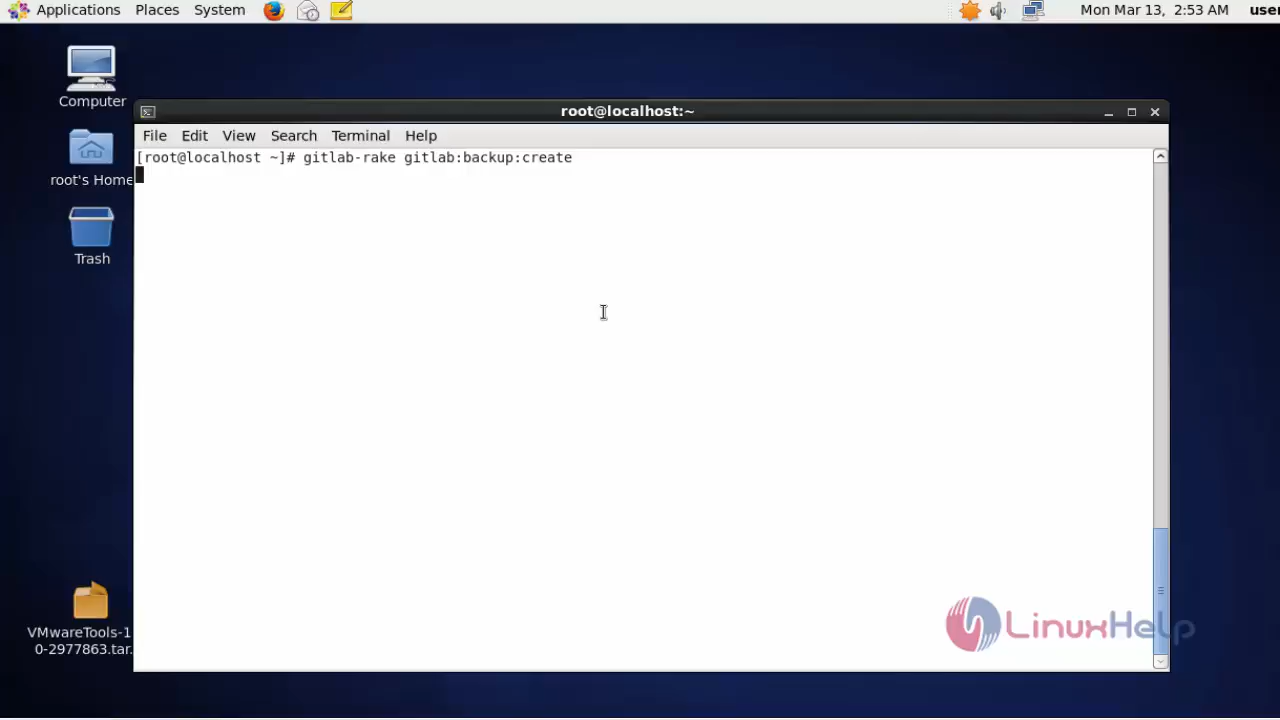 Applications Places System Mon Mar 13, 2:53 AM user
Computer
root's Home
Trash
VMwareTools-1
0-2977863.tar.
root@localhost:~
File Edit View Search Terminal Help
[root@localhost ~]# gitlab-rake gitlab:backup:create
LinuxHelp